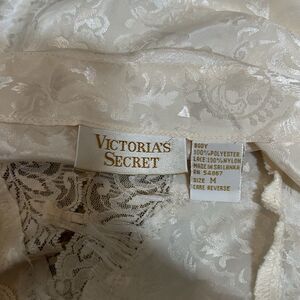 VICTORIA'S
SECRET
BODY
100% POLYESTER
LACE: 100% NYLON
MADE IN SRI LANKA
RN 54867
SIZE M
CARE REVERSE